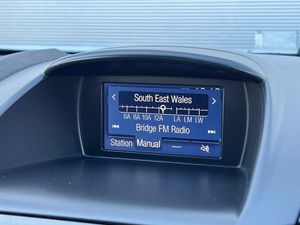 South East Wales
6A 8A 10A 12A LA LM LW
Bridge FM Radio
Station Manual